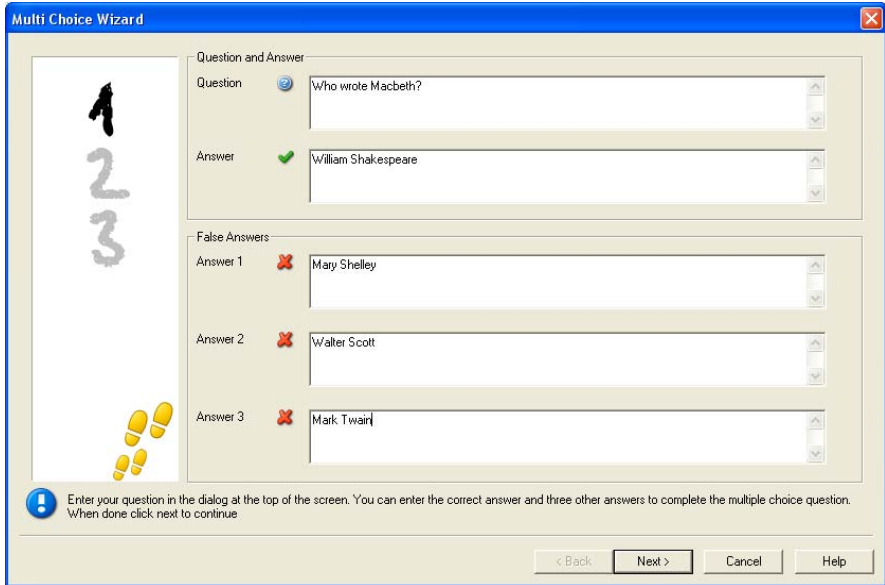 Multi Choice Wizard
1
2
3
Question and Answer
Question
Who wrote Macbeth?
Answer
William Shakespeare
False Answers
Answer 1
Mary Shelley
Answer 2
Walter Scott
Answer 3
Mark Twain
Enter your question in the dialog at the top of the screen. You can enter the correct answer and three other answers to complete the multiple choice question.
When done click next to continue
< Back
Next >
Cancel
Help